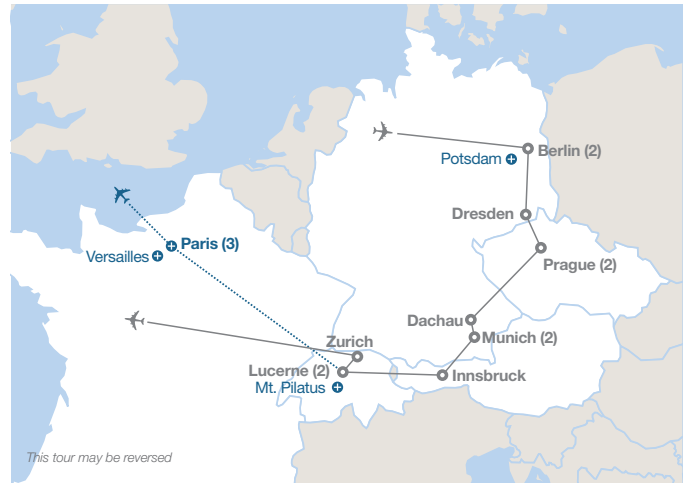 Berlin (2)
Potsdam
Dresden
Paris (3)
Versailles
Prague (2)
Dachau
Munich (2)
Zurich
Lucerne (2)
Innsbruck
Mt. Pilatus
This tour may be reversed